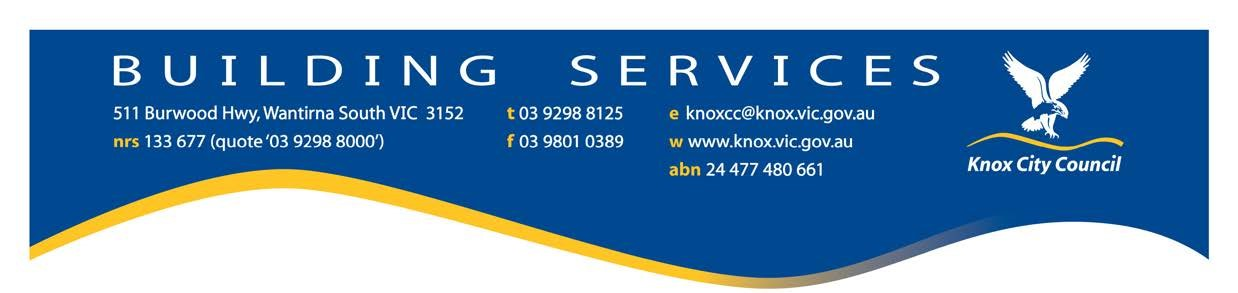 BUILDING SERVICES
511 Burwood Hwy, Wantirna South VIC 3152
nrs 133 677 (quote '03 9298 8000')
t 03 9298 8125
f 03 9801 0389
e knoxcc@knox.vic.gov.au
w www.knox.vic.gov.au
abn 24 477 480 661
Knox City Council